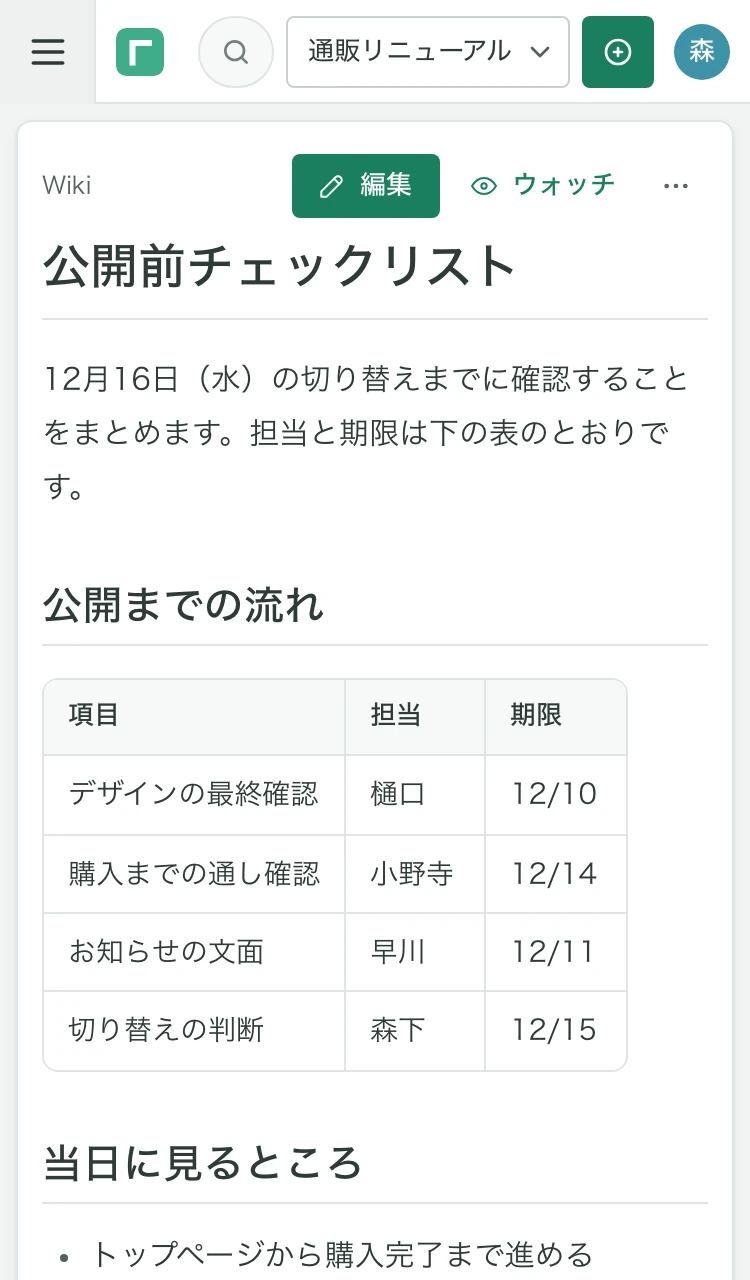 通販リニューアル
森
Wiki
編集
ウォッチ
公開前チェックリスト
12月16日（水）の切り替えまでに確認すること
をまとめます。担当と期限は下の表のとおりで
す。
公開までの流れ
項目 担当 期限
デザインの最終確認 樋口 12/10
購入までの通し確認 小野寺 12/14
お知らせの文面 早川 12/11
切り替えの判断 森下 12/15
当日に見るところ
• トップページから購入完了まで進める